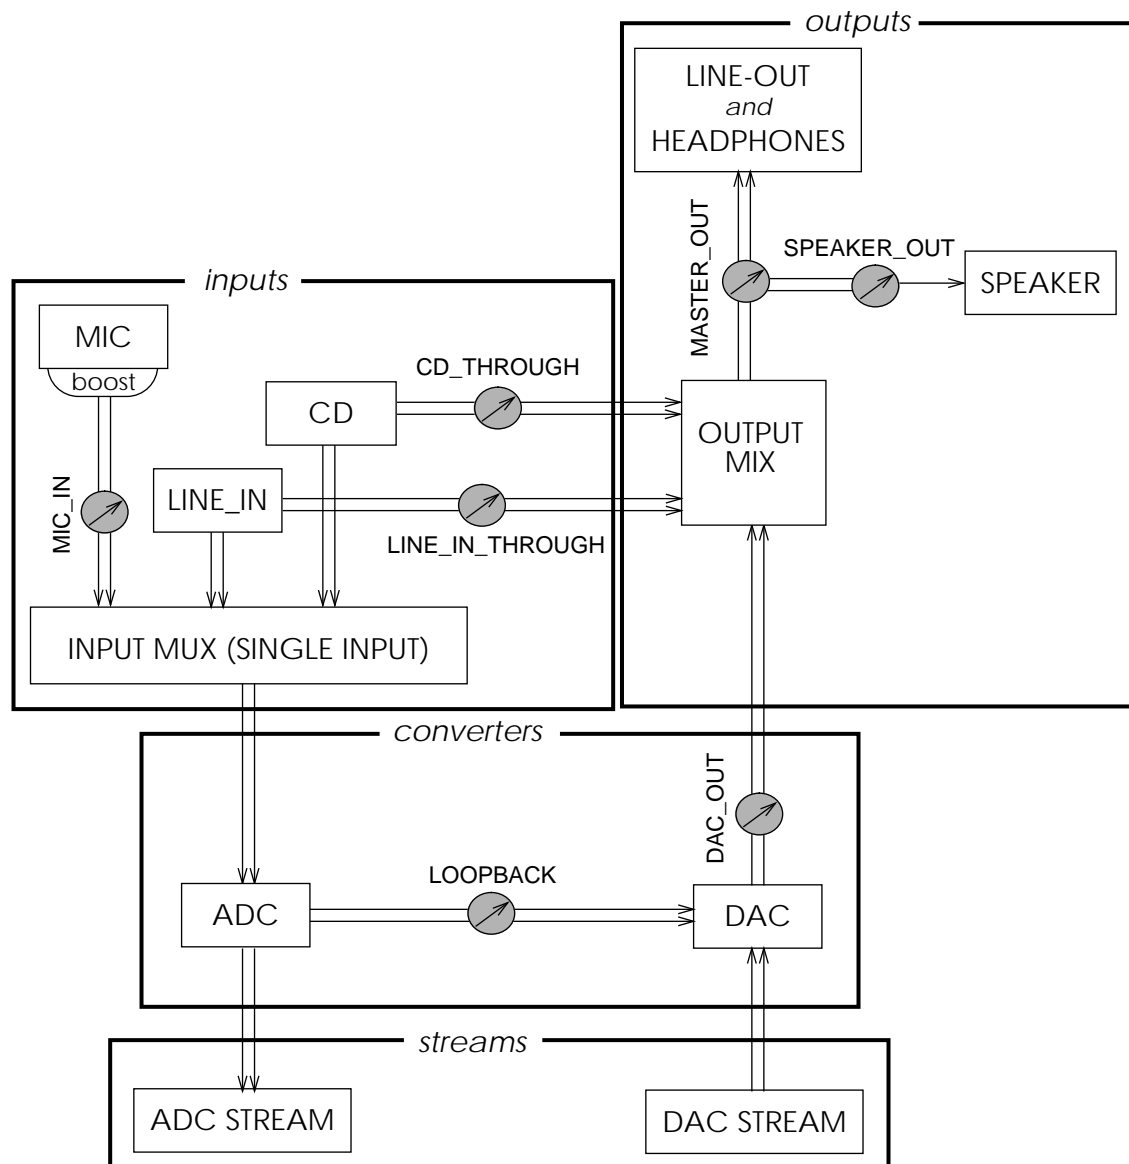 outputs
LINE-OUT
and
HEADPHONES
MASTER_OUT
SPEAKER_OUT
SPEAKER
inputs
MIC
boost
CD_THROUGH
CD
OUTPUT
MIX
MIC_IN
LINE_IN
LINE_IN_THROUGH
INPUT MUX (SINGLE INPUT)
converters
DAC_OUT
LOOPBACK
ADC
DAC
streams
ADC STREAM
DAC STREAM